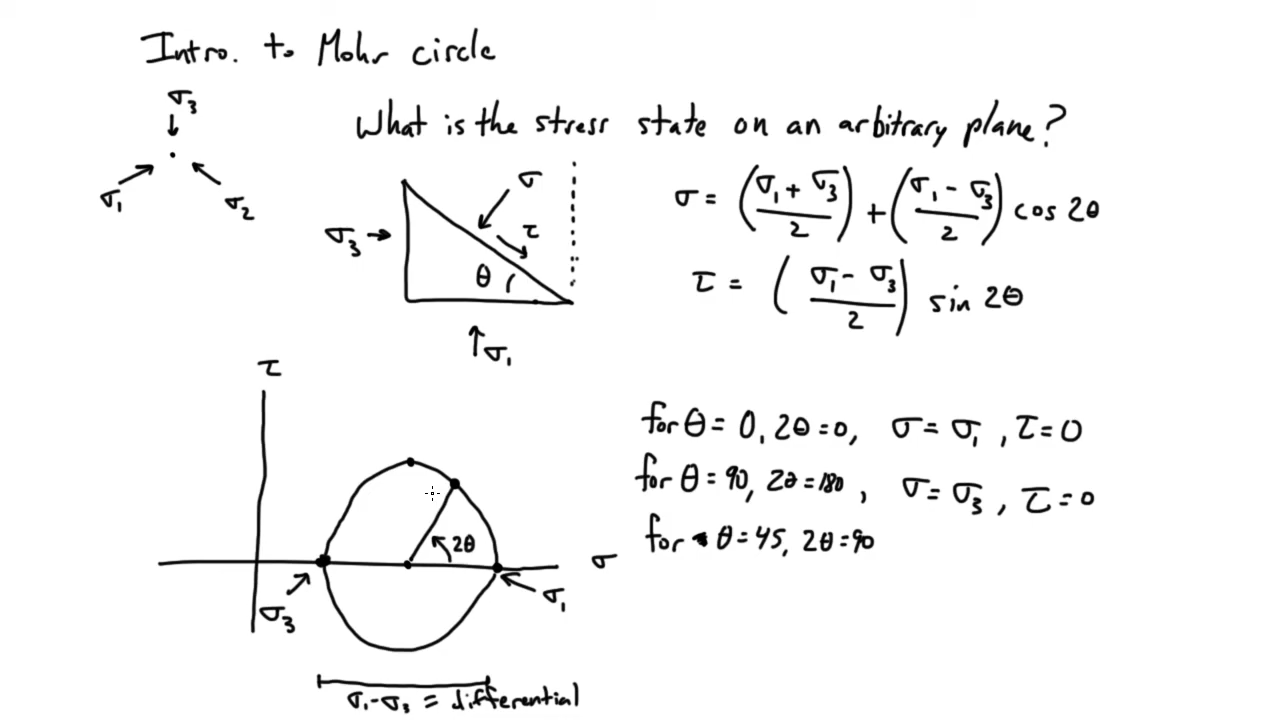 Intro. to Mohr circle
σ3
What is the stress state on an arbitrary plane?
σ1
σ2
σ
σ3
τ
θ
σ1
σ = ((σ1 + σ3)/2) + ((σ1 - σ3)/2) cos 2θ
τ = ((σ1 - σ3)/2) sin 2θ
τ
2θ
σ
σ3
σ1
σ1-σ3 = differential
for θ = 0, 2θ = 0, σ = σ1, τ = 0
for θ = 90, 2θ = 180, σ = σ3, τ = 0
for θ = 45, 2θ = 90